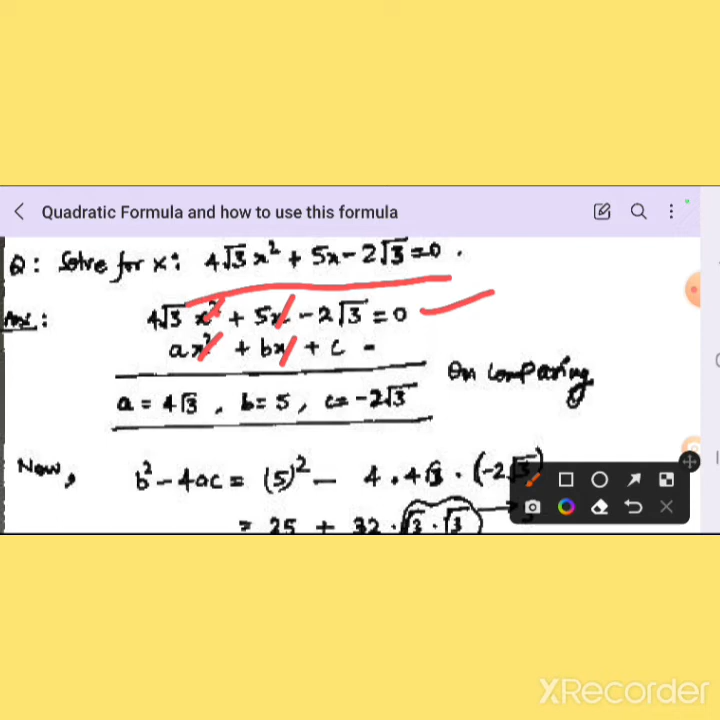 Quadratic Formula and how to use this formula
Q: Solve for x: 4√3 x² + 5x - 2√3 = 0 .
Ans: 4√3 x² + 5x - 2√3 = 0
ax² + bx + c =
On Comparing
a = 4√3 , b = 5 , c = -2√3
Now, b² - 4ac = (5)² - 4 . 4√3 . (-2√3)
= 25 + 32 . √3 . √3
XRecorder